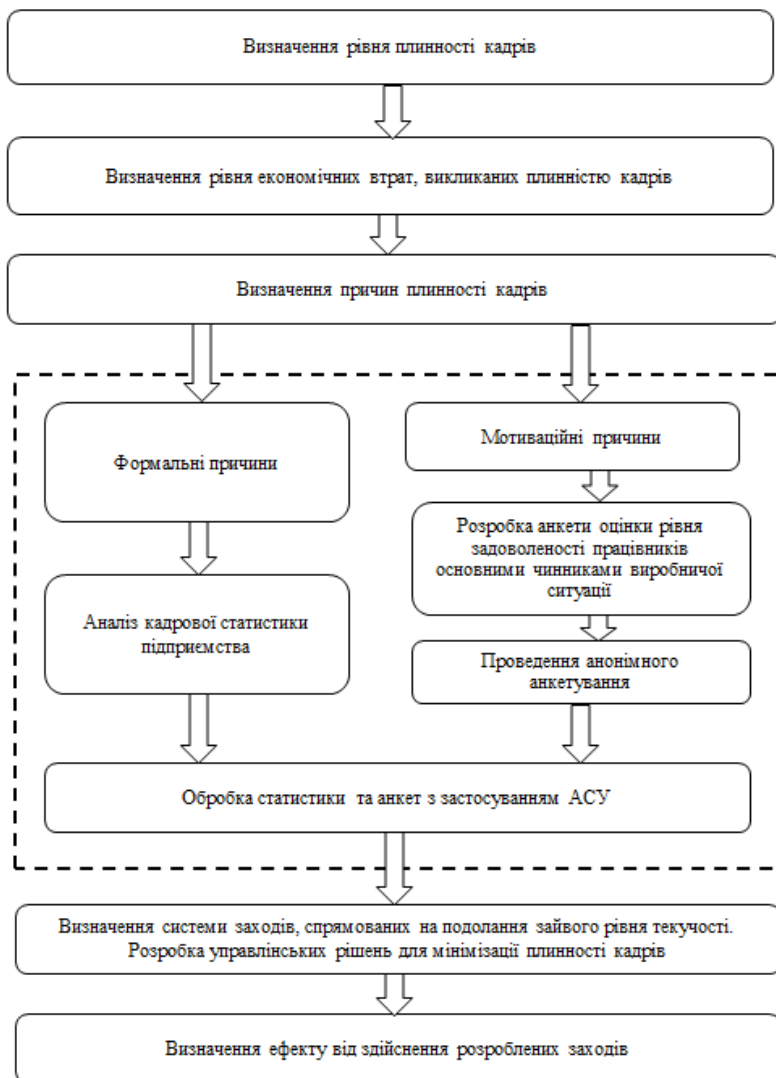 Визначення рівня плинності кадрів
Визначення рівня економічних втрат, викликаних плинністю кадрів
Визначення причин плинності кадрів
Формальні причини
Мотиваційні причини
Розробка анкети оцінки рівня
задоволеності працівників
основними чинниками виробничої
ситуації
Аналіз кадрової статистики
підприємства
Проведення анонімного
анкетування
Обробка статистики та анкет з застосуванням АСУ
Визначення системи заходів, спрямованих на подолання зайвого рівня текучості.
Розробка управлінських рішень для мінімізації плинності кадрів
Визначення ефекту від здійснення розроблених заходів